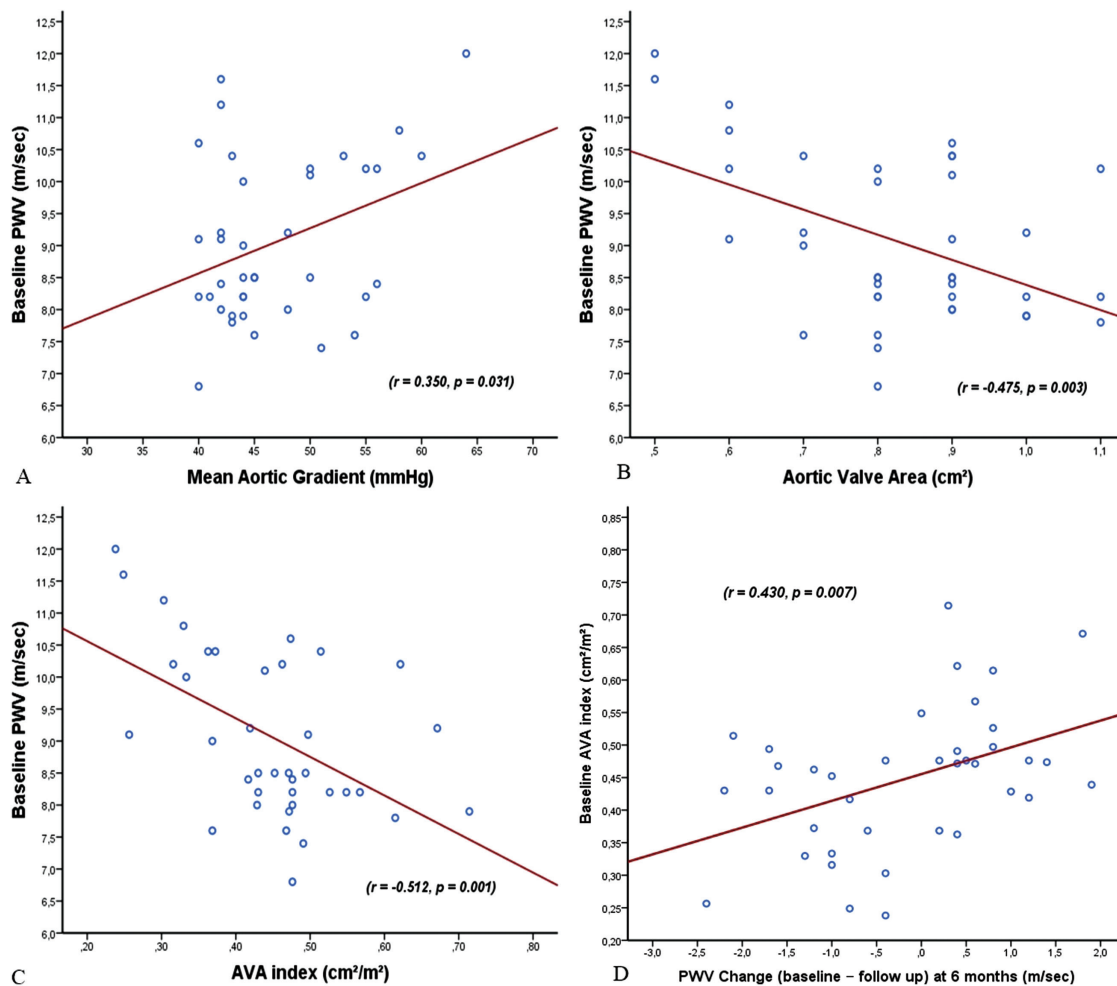 12,5
12,0
11,5
11,0
10,5
10,0
9,5
9,0
8,5
8,0
7,5
7,0
6,5
6,0
Baseline PWV (m/sec)
(r = 0.350, p = 0.031)
30 35 40 45 50 55 60 65 70
Mean Aortic Gradient (mmHg)
A
12,5
12,0
11,5
11,0
10,5
10,0
9,5
9,0
8,5
8,0
7,5
7,0
6,5
6,0
Baseline PWV (m/sec)
(r = -0.475, p = 0.003)
,5 ,6 ,7 ,8 ,9 1,0 1,1
Aortic Valve Area (cm²)
B
12,5
12,0
11,5
11,0
10,5
10,0
9,5
9,0
8,5
8,0
7,5
7,0
6,5
6,0
Baseline PWV (m/sec)
(r = -0.512, p = 0.001)
,20 ,30 ,40 ,50 ,60 ,70 ,80
AVA index (cm²/m²)
C
0,85
0,80
0,75
0,70
0,65
0,60
0,55
0,50
0,45
0,40
0,35
0,30
0,25
0,20
Baseline AVA index (cm²/m²)
(r = 0.430, p = 0.007)
-3,0 -2,5 -2,0 -1,5 -1,0 -,5 ,0 ,5 1,0 1,5 2,0
PWV Change (baseline – follow up) at 6 months (m/sec)
D